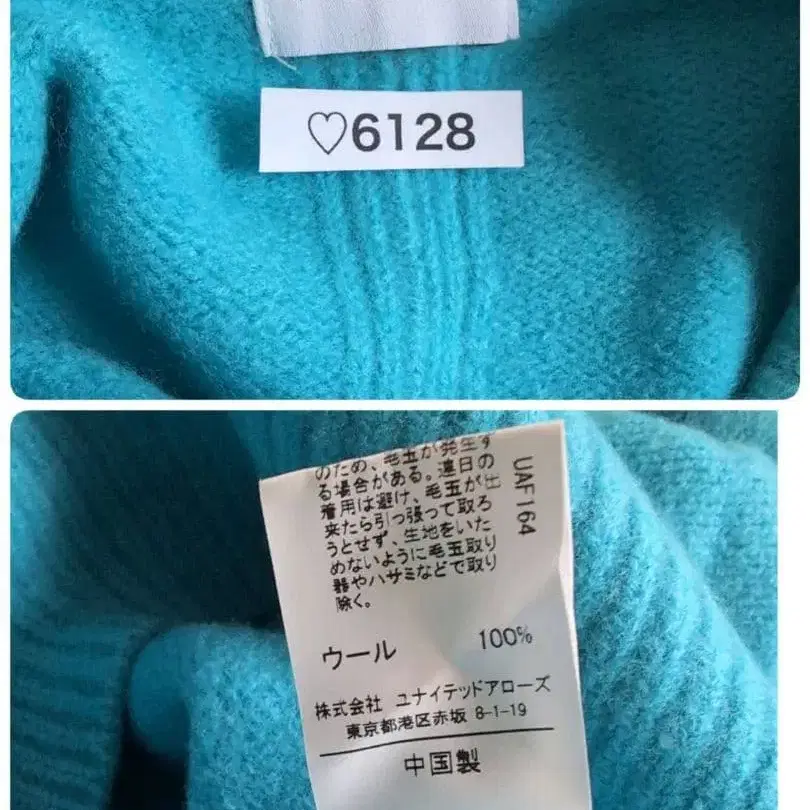 ♡6128
のため、毛玉が発生す
る場合がある。連日の
着用は避け、毛玉が出
来たら引っ張って取ろ
うとせず、生地をいた
めないように毛玉取り
器やハサミなどで取り
除く。
UAF164
ウール 100%
株式会社 ユナイテッドアローズ
東京都港区赤坂 8-1-19
中国製